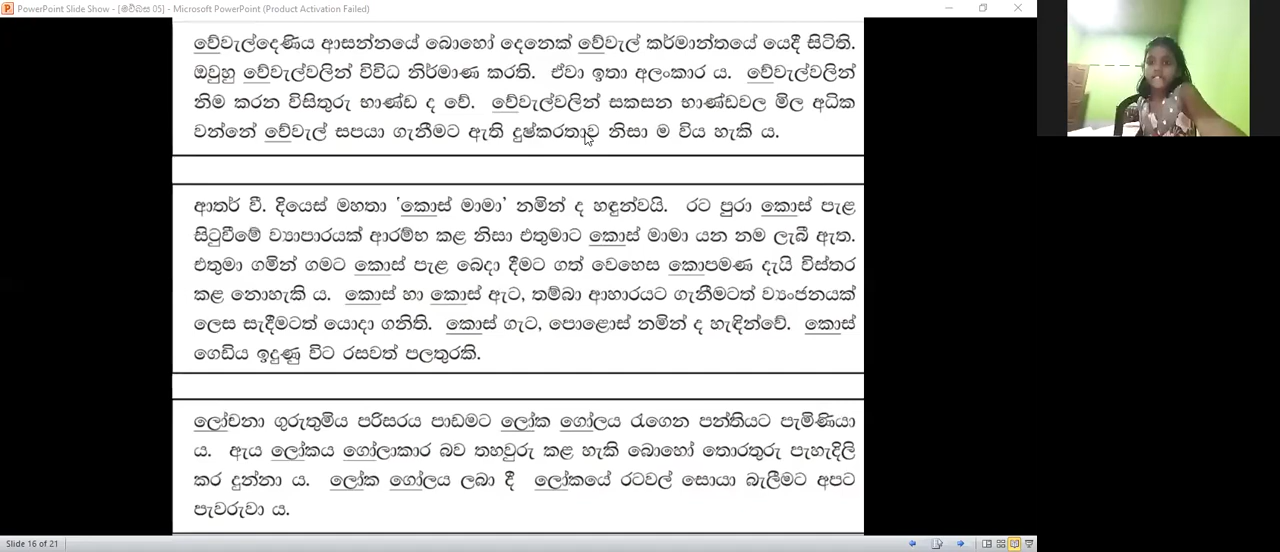 PowerPoint Slide Show - [මව්බස 05] - Microsoft PowerPoint (Product Activation Failed)
වේවැල්දෙණිය ආසන්නයේ බොහෝ දෙනෙක් වේවැල් කර්මාන්තයේ යෙදී සිටිති.
ඔවුහු වේවැල්වලින් විවිධ නිර්මාණ කරති. ඒවා ඉතා අලංකාර ය. වේවැල්වලින්
නිම කරන විසිතුරු භාණ්ඩ ද වේ. වේවැල්වලින් සකසන භාණ්ඩවල මිල අධික
වන්නේ වේවැල් සපයා ගැනීමට ඇති දුෂ්කරතාව නිසා ම විය හැකි ය.
ආතර් වී. දියෙස් මහතා 'කොස් මාමා' නමින් ද හඳුන්වයි. රට පුරා කොස් පැළ
සිටුවීමේ ව්‍යාපාරයක් ආරම්භ කළ නිසා එතුමාට කොස් මාමා යන නම ලැබී ඇත.
එතුමා ගමින් ගමට කොස් පැළ බෙදා දීමට ගත් වෙහෙස කොපමණ දැයි විස්තර
කළ නොහැකි ය. කොස් හා කොස් ඇට, තම්බා ආහාරයට ගැනීමටත් ව්‍යංජනයක්
ලෙස සැදීමටත් යොදා ගනිති. කොස් ගැට, පොළොස් නමින් ද හැඳින්වේ. කොස්
ගෙඩිය ඉදුණු විට රසවත් පලතුරකි.
ලෝචනා ගුරුතුමිය පරිසරය පාඩමට ලෝක ගෝලය රැගෙන පන්තියට පැමිණියා
ය. ඇය ලෝකය ගෝලාකාර බව තහවුරු කළ හැකි බොහෝ තොරතුරු පැහැදිලි
කර දුන්නා ය. ලෝක ගෝලය ලබා දී ලෝකයේ රටවල් සොයා බැලීමට අපට
පැවරුවා ය.
Slide 16 of 21